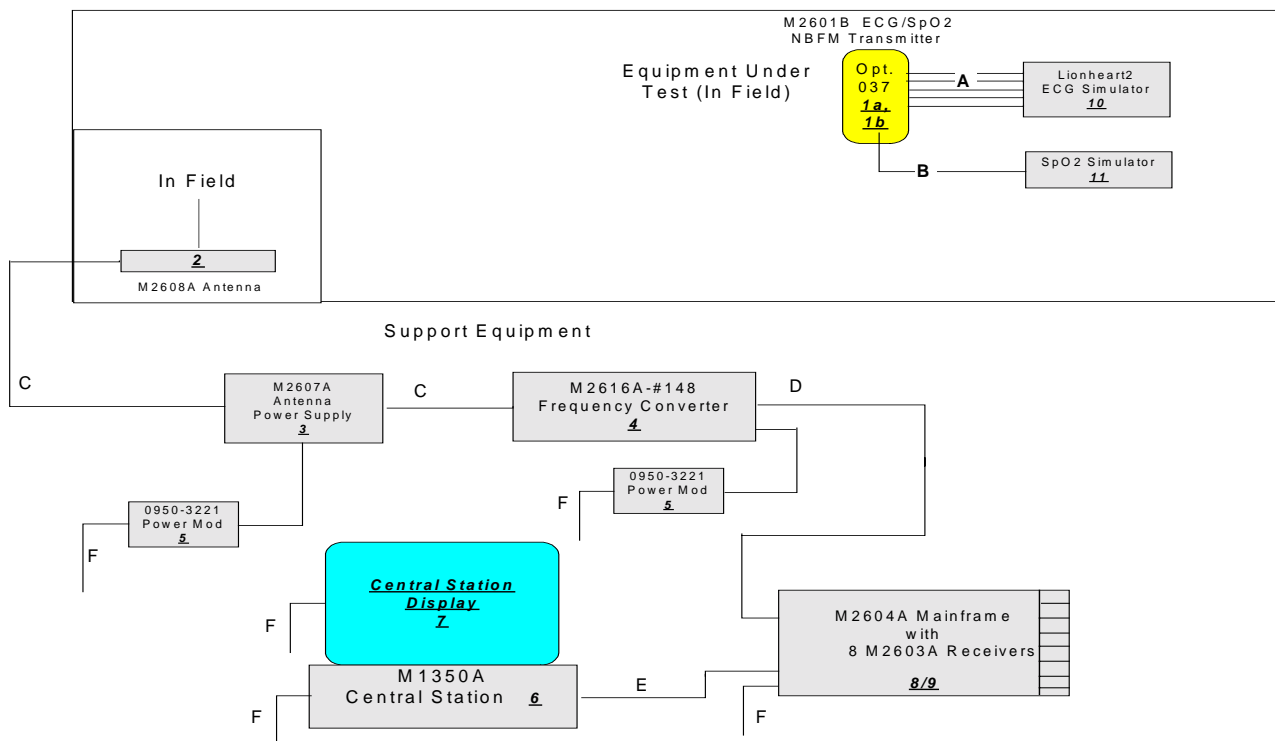 M2601B ECG/SpO2
NBFM Transmitter
Equipment Under
Test (In Field)
Opt.
037
1a,
1b
A
Lionheart2
ECG Simulator
10
B
SpO2 Simulator
11
In Field
2
M2608A Antenna
Support Equipment
C
M2607A
Antenna
Power Supply
3
C
M2616A-#148
Frequency Converter
4
D
0950-3221
Power Mod
5
F
0950-3221
Power Mod
5
F
Central Station
Display
7
F
M1350A
Central Station 6
F
E
M2604A Mainframe
with
8 M2603A Receivers
8/9
F